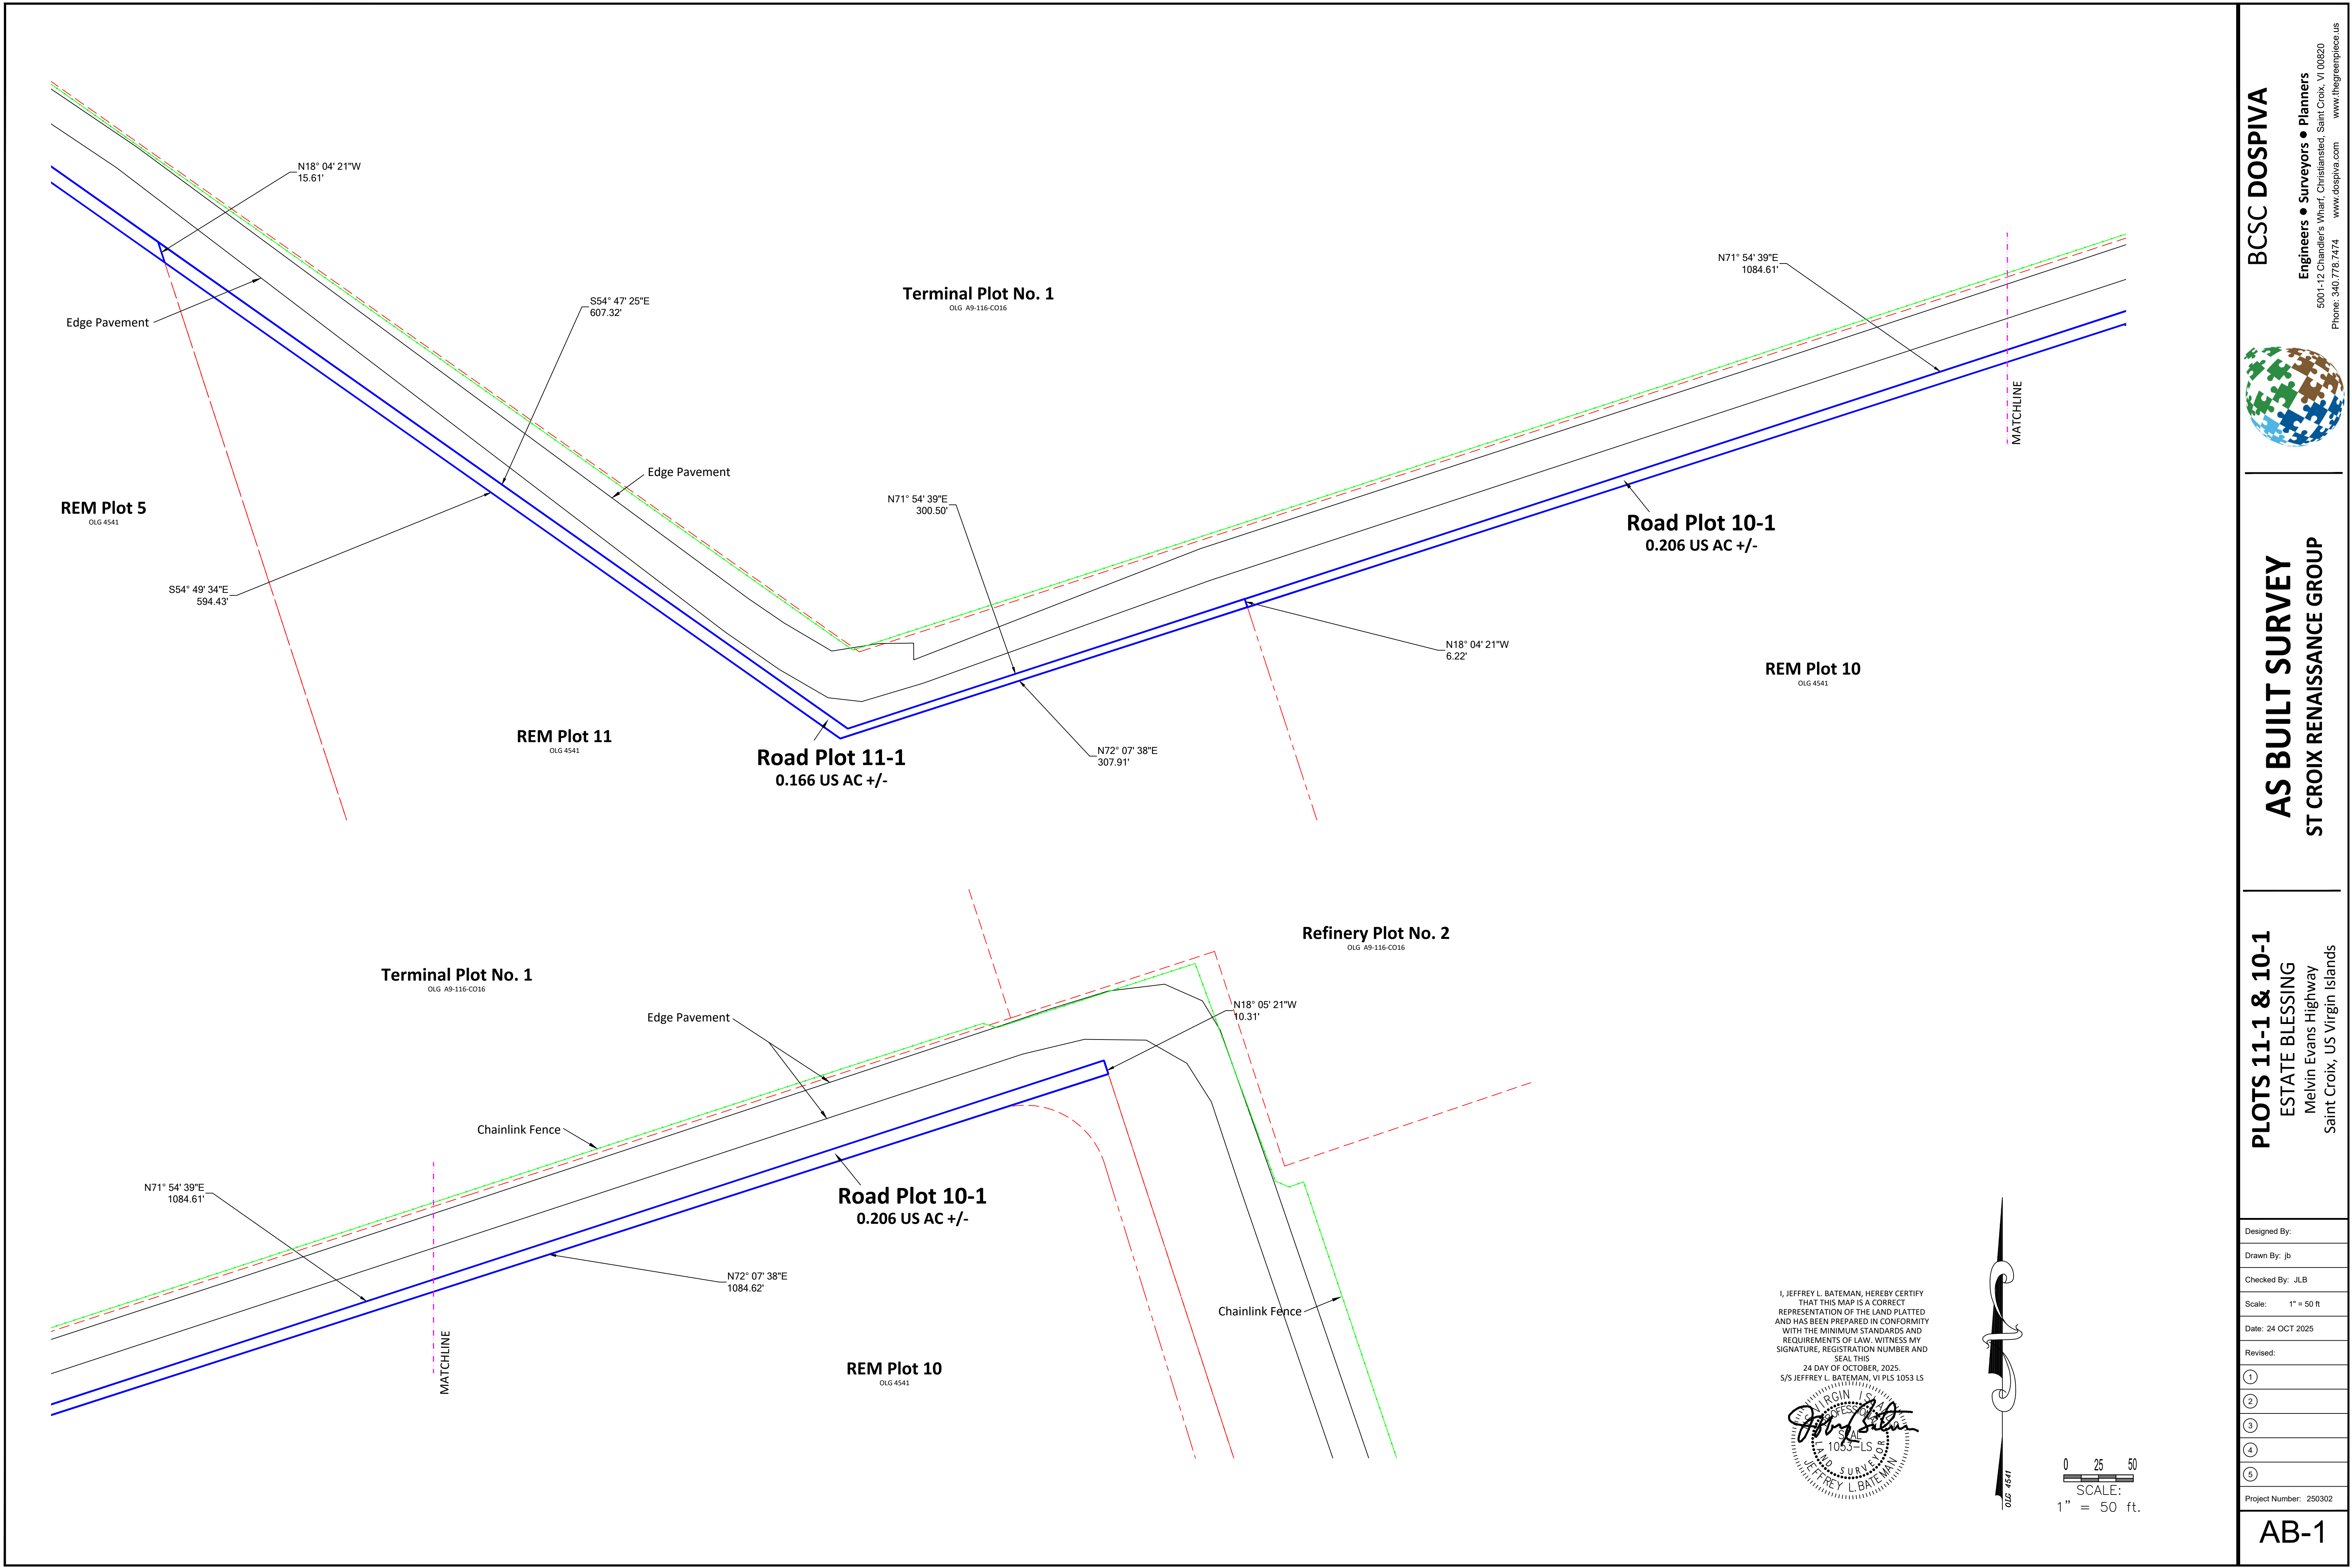 N18° 04' 21"W
15.61'
Edge Pavement
S54° 47' 25"E
607.32'
Terminal Plot No. 1
OLG A9-116-CO16
N71° 54' 39"E
1084.61'
MATCHLINE
Edge Pavement
REM Plot 5
OLG 4541
N71° 54' 39"E
300.50'
Road Plot 10-1
0.206 US AC +/-
S54° 49' 34"E
594.43'
N18° 04' 21"W
6.22'
REM Plot 10
OLG 4541
REM Plot 11
OLG 4541
Road Plot 11-1
0.166 US AC +/-
N72° 07' 38"E
307.91'
Refinery Plot No. 2
OLG A9-116-CO16
Terminal Plot No. 1
OLG A9-116-CO16
N18° 05' 21"W
10.31'
Edge Pavement
Chainlink Fence
N71° 54' 39"E
1084.61'
Road Plot 10-1
0.206 US AC +/-
N72° 07' 38"E
1084.62'
Chainlink Fence
MATCHLINE
REM Plot 10
OLG 4541
I, JEFFREY L. BATEMAN, HEREBY CERTIFY
THAT THIS MAP IS A CORRECT
REPRESENTATION OF THE LAND PLATTED
AND HAS BEEN PREPARED IN CONFORMITY
WITH THE MINIMUM STANDARDS AND
REQUIREMENTS OF LAW. WITNESS MY
SIGNATURE, REGISTRATION NUMBER AND
SEAL THIS
24 DAY OF OCTOBER, 2025.
S/S JEFFREY L. BATEMAN, VI PLS 1053 LS
PROFESSIONAL
SEAL
1053-LS
LAND SURVEYOR
JEFFREY L. BATEMAN
OLG 4541
0 25 50
SCALE:
1" = 50 ft.
BCSC DOSPIVA
Engineers ● Surveyors ● Planners
5001-12 Chandler's Wharf, Christiansted, Saint Croix, VI 00820
Phone: 340.778.7474 www.dospiva.com www.thegreenpiece.us
AS BUILT SURVEY
ST CROIX RENAISSANCE GROUP
PLOTS 11-1 & 10-1
ESTATE BLESSING
Melvin Evans Highway
Saint Croix, US Virgin Islands
Designed By:
Drawn By: jb
Checked By: JLB
Scale: 1" = 50 ft
Date: 24 OCT 2025
Revised:
1
2
3
4
5
Project Number: 250302
AB-1